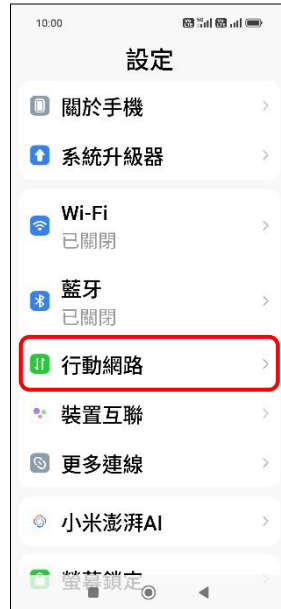 10:00
設定
關於手機
系統升級器
Wi-Fi
已關閉
藍牙
已關閉
行動網路
裝置互聯
更多連線
小米澎湃AI
螢幕鎖定